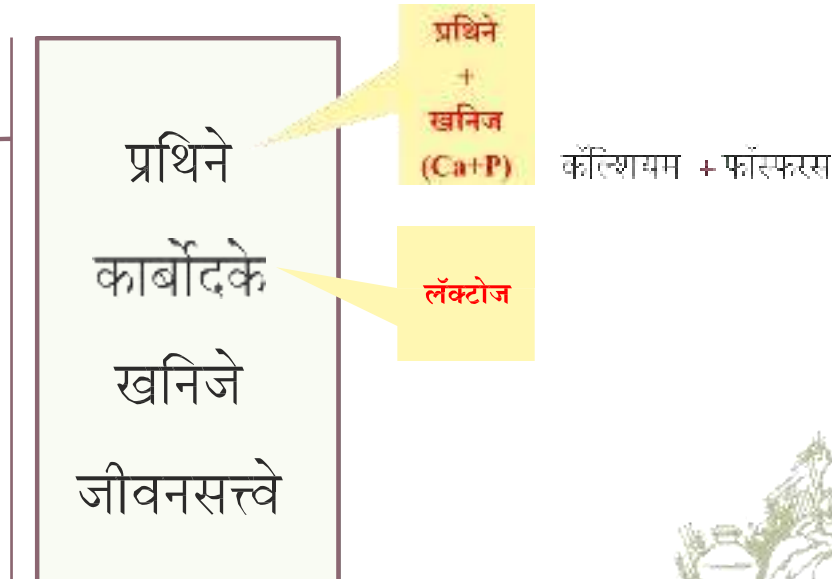 प्रथिने
कार्बोदके
खनिजे
जीवनसत्त्वे
प्रथिने
+
खनिज
(Ca+P)
कॅल्शियम + फॉस्फरस
लॅक्टोज